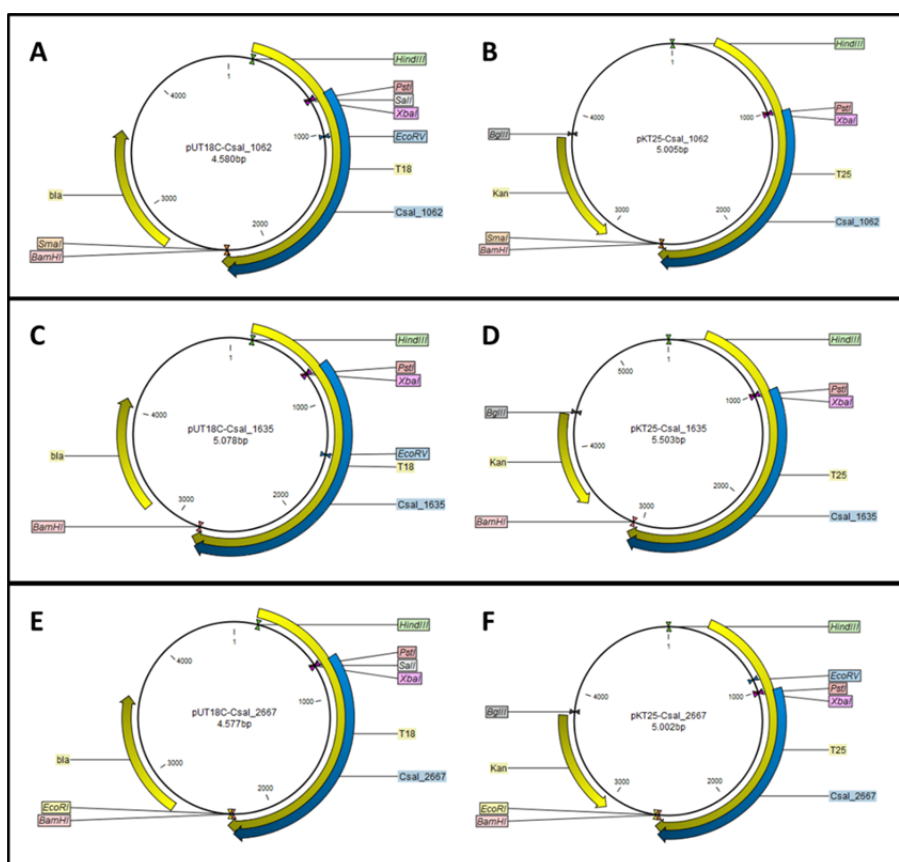 A
HindIII
1
4000
PstI
SalI
XbaI
1000
EcoRV
pUT18C-Csal_1062
4.580bp
T18
bla
3000
Csal_1062
2000
SmaI
BamHI
B
HindIII
1
4000
BglII
1000
PstI
XbaI
pKT25-Csal_1062
5.005bp
T25
Kan
3000
2000
Csal_1062
SmaI
BamHI
C
HindIII
1
PstI
XbaI
1000
4000
pUT18C-Csal_1635
5.078bp
bla
EcoRV
T18
3000
2000
Csal_1635
BamHI
D
HindIII
1
5000
PstI
XbaI
1000
BglII
pKT25-Csal_1635
5.503bp
4000
Kan
T25
2000
3000
Csal_1635
BamHI
E
HindIII
1
4000
PstI
SalI
XbaI
1000
pUT18C-Csal_2667
4.577bp
T18
bla
3000
Csal_2667
2000
EcoRI
BamHI
F
HindIII
1
EcoRV
PstI
XbaI
4000
1000
BglII
pKT25-Csal_2667
5.002bp
T25
Kan
3000
2000
Csal_2667
EcoRI
BamHI